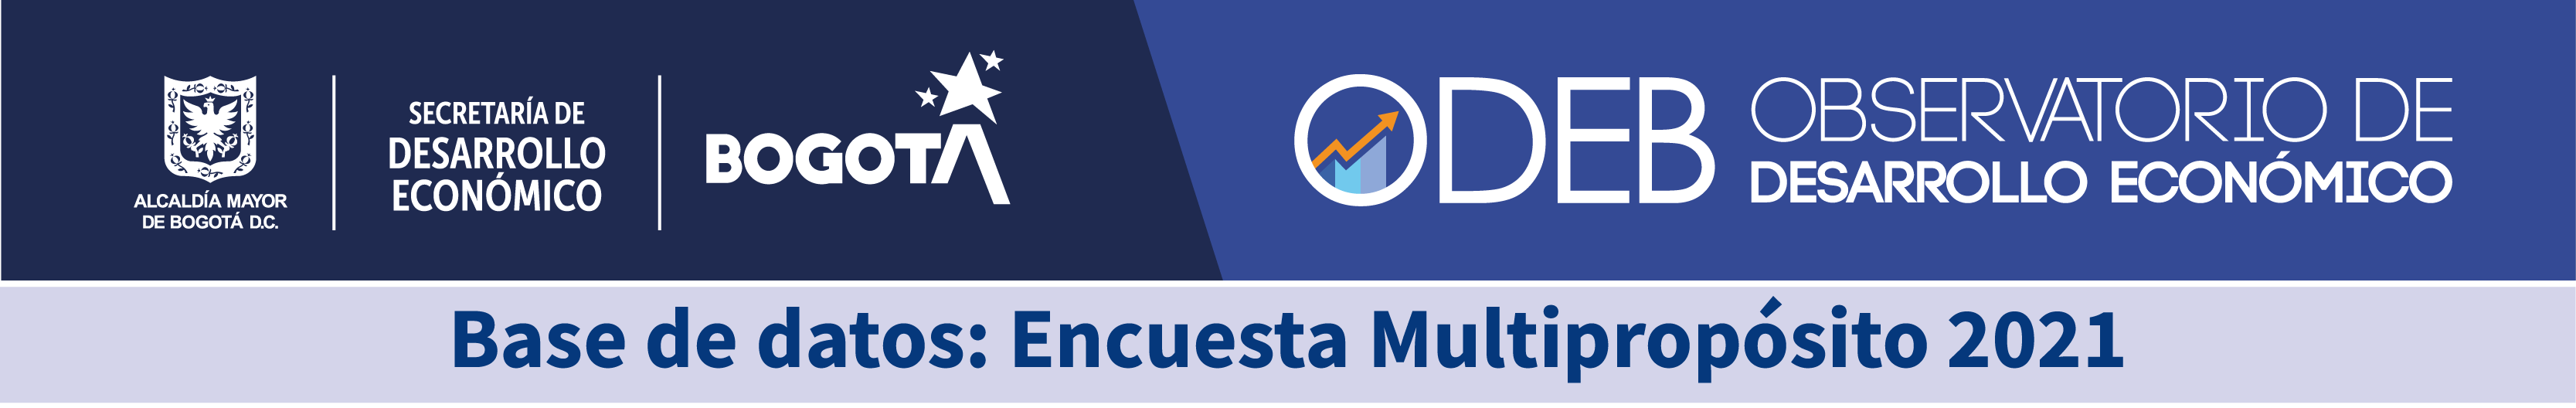 ALCALDÍA MAYOR
DE BOGOTÁ D.C.
SECRETARÍA DE
DESARROLLO
ECONÓMICO
BOGOTÁ
ODEB
OBSERVATORIO DE
DESARROLLO ECONÓMICO
Base de datos: Encuesta Multipropósito 2021